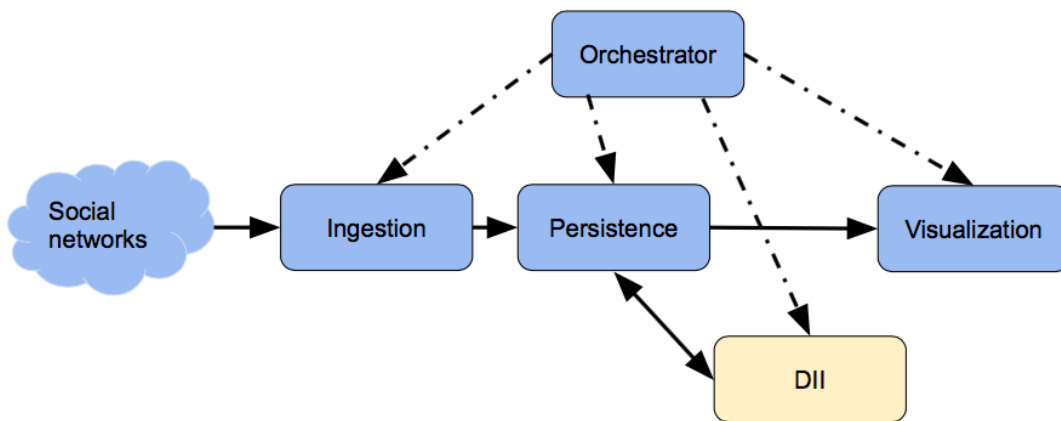 Orchestrator
Social
networks
Ingestion
Persistence
Visualization
DII